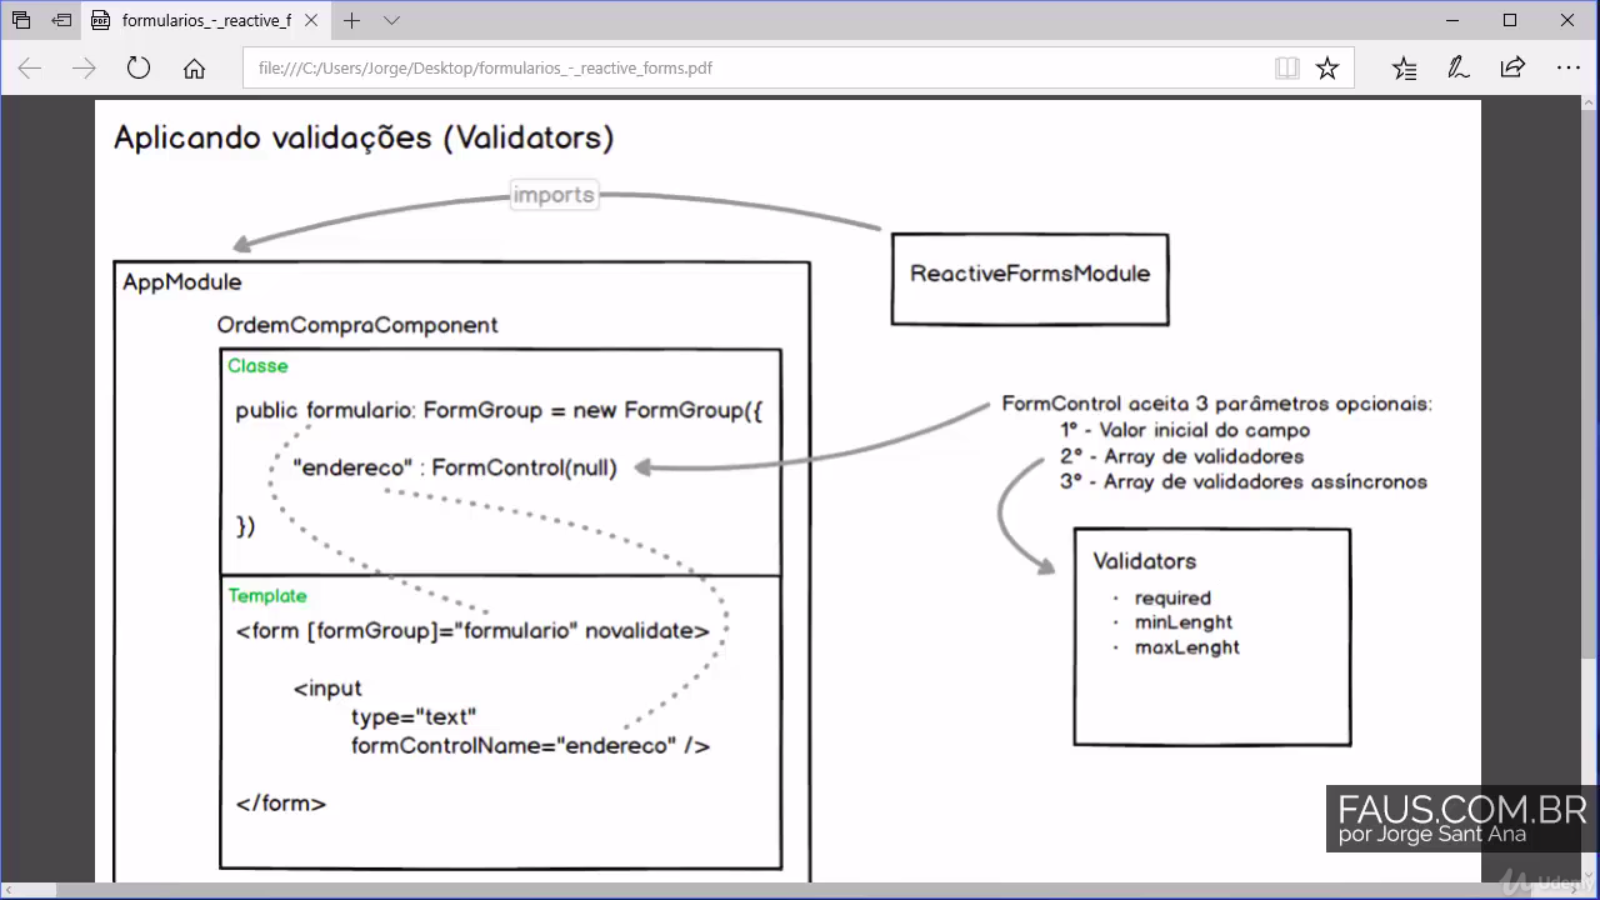 formularios_-_reactive_f
file:///C:/Users/Jorge/Desktop/formularios_-_reactive_forms.pdf
Aplicando validações (Validators)
imports
ReactiveFormsModule
AppModule
OrdemCompraComponent
Classe
public formulario: FormGroup = new FormGroup({
"endereco" : FormControl(null)
})
Template
<form [formGroup]="formulario" novalidate>
<input
type="text"
formControlName="endereco" />
</form>
FormControl aceita 3 parâmetros opcionais:
1º - Valor inicial do campo
2º - Array de validadores
3º - Array de validadores assíncronos
Validators
· required
· minLenght
· maxLenght
FAUS.COM.BR
por Jorge Sant Ana
Udemy